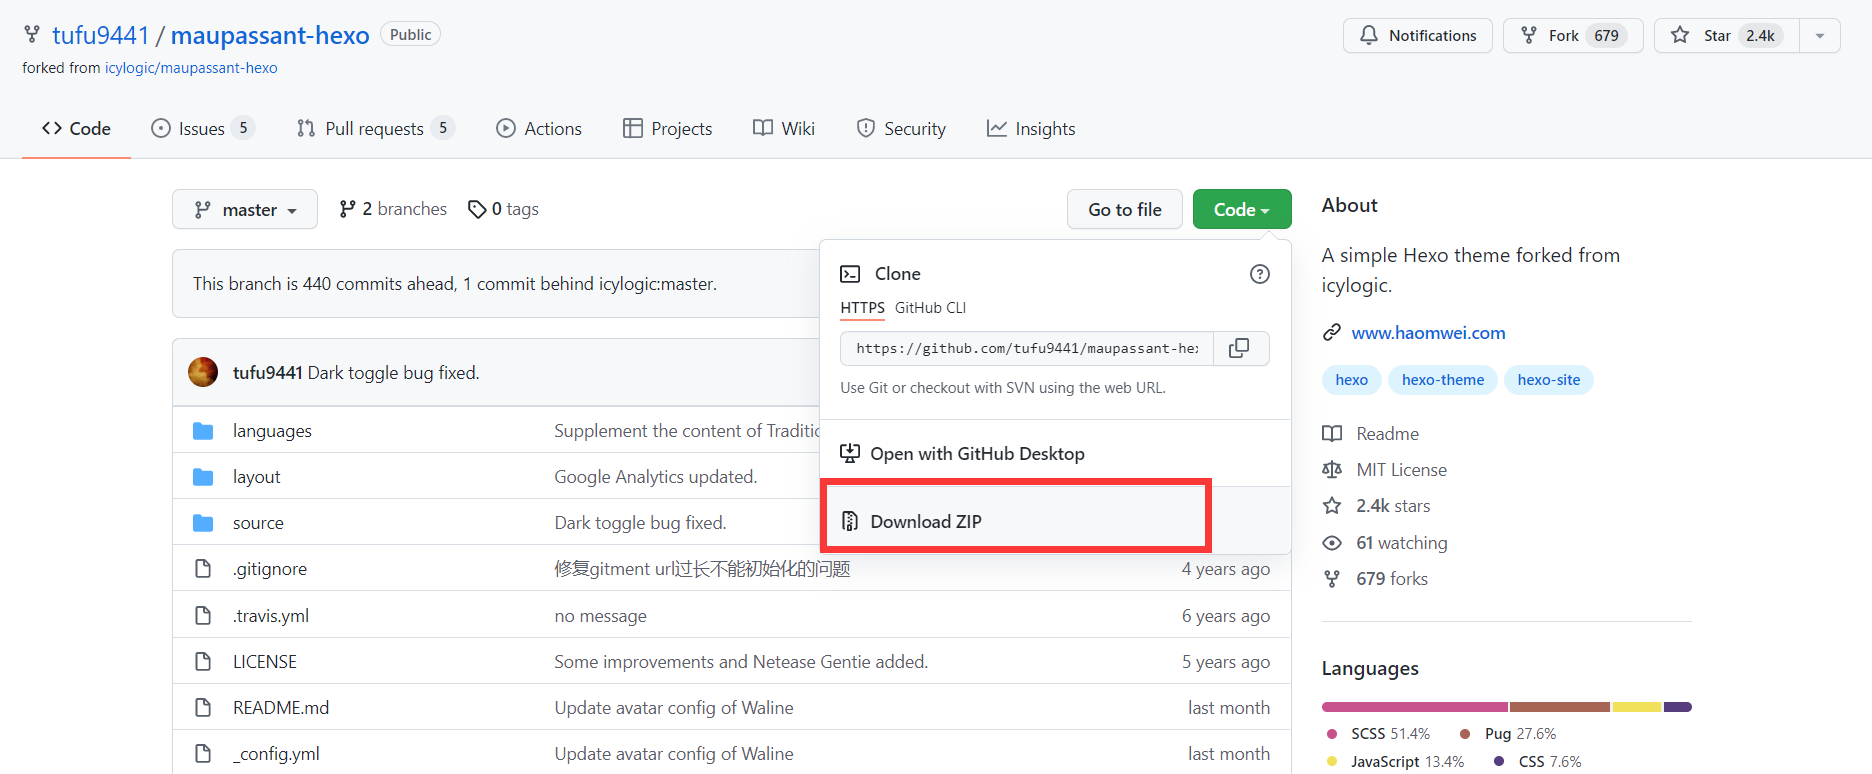 tufu9441 / maupassant-hexo Public
Notifications Fork 679 Star 2.4k
forked from icylogic/maupassant-hexo
Code Issues 5 Pull requests 5 Actions Projects Wiki Security Insights
master 2 branches 0 tags Go to file Code
This branch is 440 commits ahead, 1 commit behind icylogic:master.
Clone
HTTPS GitHub CLI
https://github.com/tufu9441/maupassant-hex
Use Git or checkout with SVN using the web URL.
Open with GitHub Desktop
Download ZIP
tufu9441 Dark toggle bug fixed.
languages Supplement the content of Traditio
layout Google Analytics updated.
source Dark toggle bug fixed.
.gitignore 修复gitment url过长不能初始化的问题 4 years ago
.travis.yml no message 6 years ago
LICENSE Some improvements and Netease Gentie added. 5 years ago
README.md Update avatar config of Waline last month
_config.yml Update avatar config of Waline last month
About
A simple Hexo theme forked from
icylogic.
www.haomwei.com
hexo hexo-theme hexo-site
Readme
MIT License
2.4k stars
61 watching
679 forks
Languages
SCSS 51.4% Pug 27.6%
JavaScript 13.4% CSS 7.6%